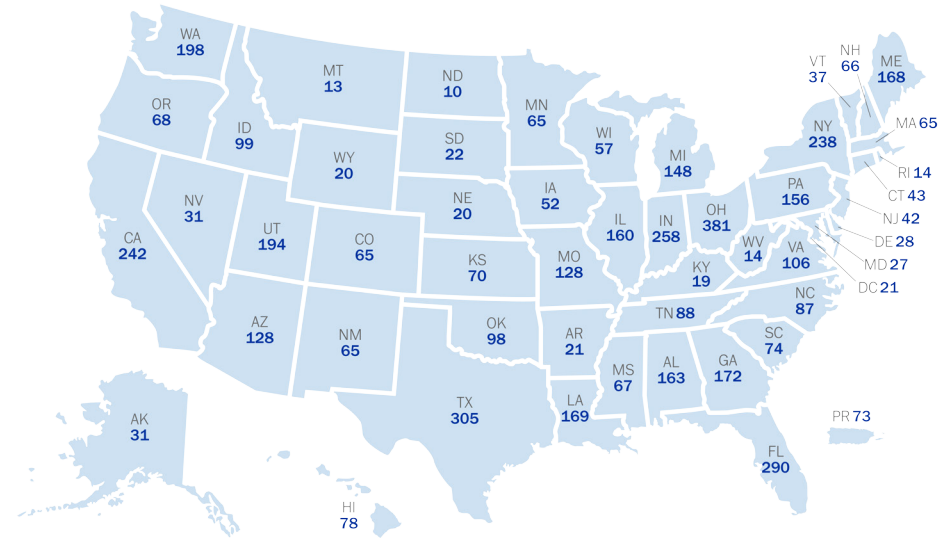 WA
198
OR
68
ID
99
MT
13
ND
10
MN
65
WI
57
MI
148
VT
37
NH
66
ME
168
NY
238
MA 65
RI 14
CT 43
NJ 42
DE 28
MD 27
DC 21
PA
156
SD
22
WY
20
NE
20
IA
52
IL
160
IN
258
OH
381
WV
14
VA
106
NV
31
UT
194
CO
65
KS
70
MO
128
KY
19
CA
242
AZ
128
NM
65
OK
98
AR
21
TN 88
NC
87
SC
74
MS
67
AL
163
GA
172
TX
305
LA
169
FL
290
PR 73
AK
31
HI
78